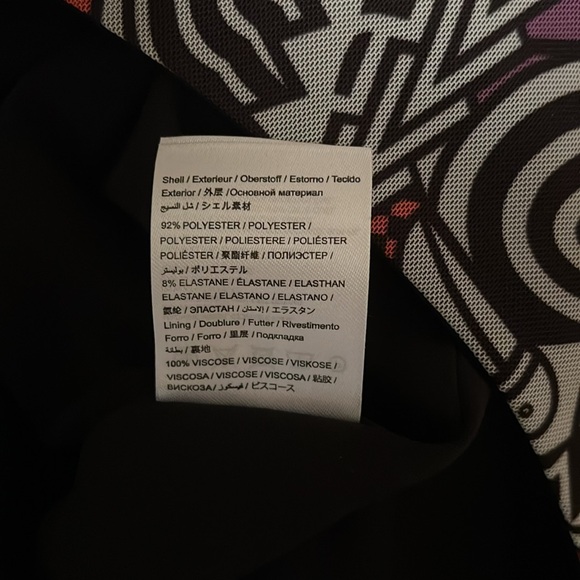 Shell / Exterieur / Oberstoff / Estorno / Tecido
Exterior / 外层 / Основной материал
شل النسيج / シェル素材
92% POLYESTER / POLYESTER /
POLYESTER / POLIESTERE / POLIÉSTER
POLIÉSTER / 聚酯纤维 / ПОЛИЭСТЕР /
بوليستر / ポリエステル
8% ELASTANE / ÉLASTANE / ELASTHAN
ELASTANE / ELASTANO / ELASTANO /
氨纶 / ЭЛАСТАН / إلاستان / エラスタン
Lining / Doublure / Futter / Rivestimento
Forro / Forro / 里层 / Подкладка
بطانة / 裏地
100% VISCOSE / VISCOSE / VISKOSE /
VISCOSA / VISCOSE / VISCOSA / 粘胶 /
ВИСКОЗА / فيسكوز / ビスコース